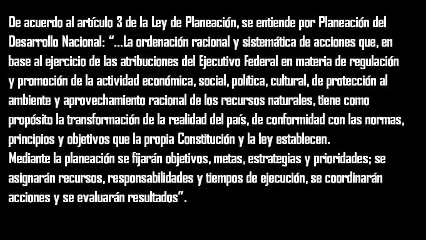 De acuerdo al artículo 3 de la Ley de Planeación, se entiende por Planeación del
Desarrollo Nacional: “...La ordenación racional y sistemática de acciones que, en
base al ejercicio de las atribuciones del Ejecutivo Federal en materia de regulación
y promoción de la actividad económica, social, política, cultural, de protección al
ambiente y aprovechamiento racional de los recursos naturales, tiene como
propósito la transformación de la realidad del país, de conformidad con las normas,
principios y objetivos que la propia Constitución y la ley establecen.
Mediante la planeación se fijarán objetivos, metas, estrategias y prioridades; se
asignarán recursos, responsabilidades y tiempos de ejecución, se coordinarán
acciones y se evaluarán resultados”.